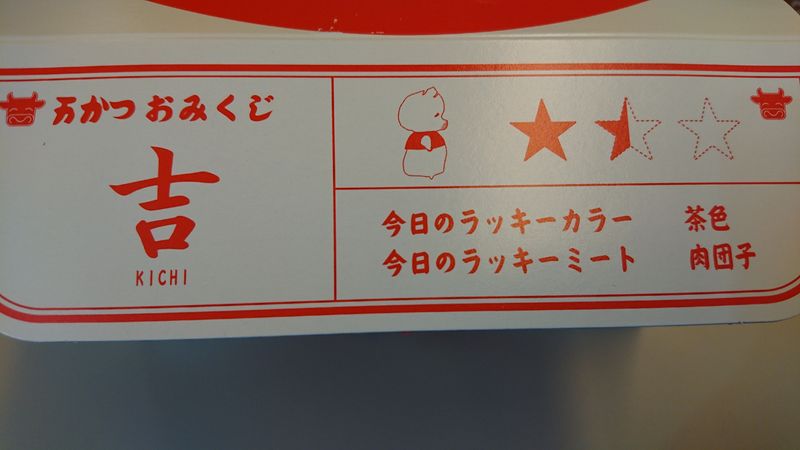 万かつ おみくじ
吉
KICHI
今日のラッキーカラー 茶色
今日のラッキーミート 肉団子